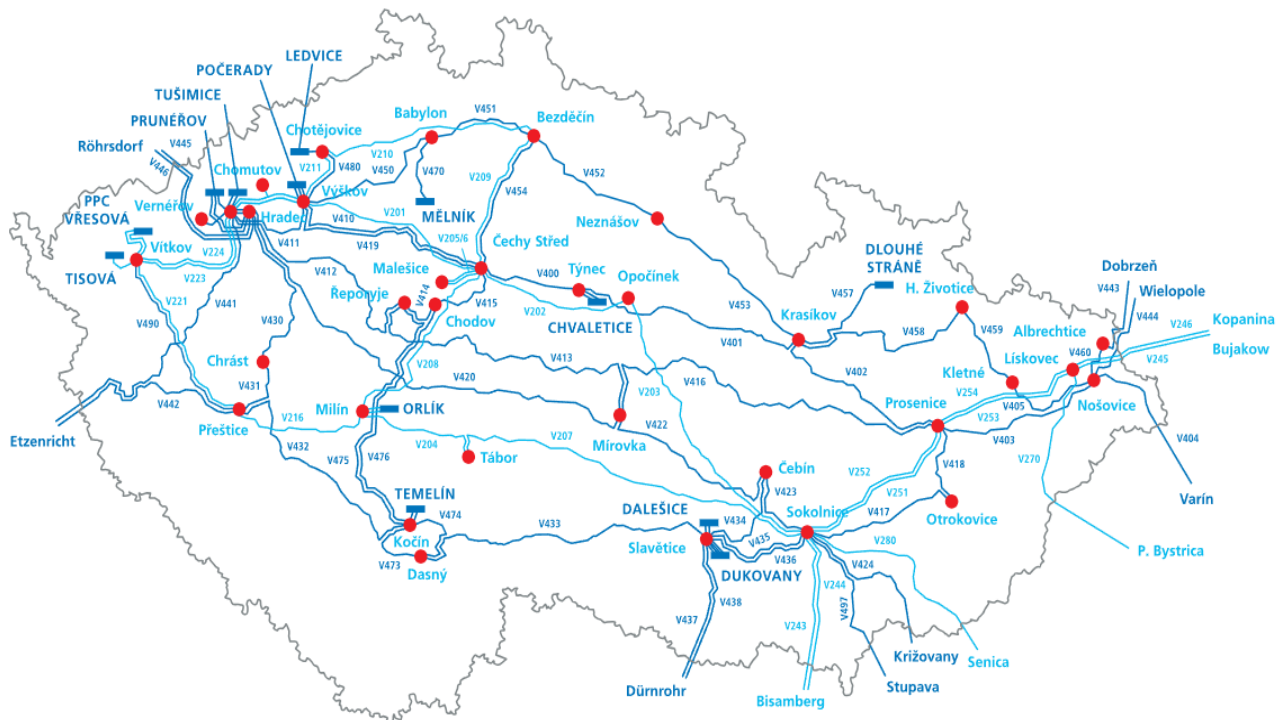 LEDVICE
POČERADY
TUŠIMICE
PRUNÉŘOV
Röhrsdorf
V445
V446
Chotějovice
Babylon
V451
Bezděčín
V210
V211
V480
V450
V470
V209
V454
V452
Chomutov
Výškov
MĚLNÍK
Neznášov
PPC
VŘESOVÁ
Vernéřov
Hradec
V410
V201
V411
V419
V205/6
Čechy Střed
Vítkov
V224
V223
TISOVÁ
V412
Malešice
Řeporyje
V414
V415
Chodov
V400
Týnec
Opočínek
V202
CHVALETICE
DLOUHÉ
STRÁNĚ
V457
H. Životice
V453
Krasíkov
V458
V459
Dobrzeň
V443
Wielopole
V444
Albrechtice
V246
Kopanina
V245
Bujakow
Lískovec
V460
Kletné
V254
V405
V253
Nošovice
V403
V404
V270
Varín
P. Bystrica
V221
V490
V441
V430
Chrást
V431
V442
Etzenricht
Přeštice
V216
V432
V208
V413
V420
V203
V416
V401
V402
Prosenice
Milín
ORLÍK
V204
V207
Tábor
Mírovka
V422
V475
V476
TEMELÍN
V474
Kočín
V473
Dasný
V433
DALEŠICE
Slavětice
V434
V435
V436
DUKOVANY
Čebín
V423
Sokolnice
V252
V251
V418
V417
Otrokovice
V280
V424
V244
V497
V243
V437
V438
Dürnrohr
Bisamberg
Stupava
Križovany
Senica